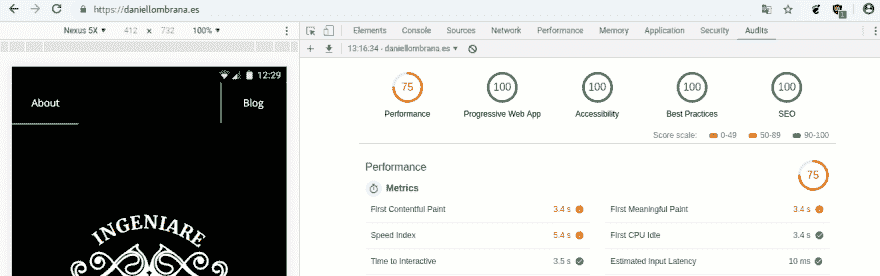 https://daniellombrana.es
1
Nexus 5X 412 x 732 100%
Elements Console Sources Network Performance Memory Application Security Audits
13:16:34 - daniellombrana.es
12:29
About Blog
INGENIARE
75 100 100 100 100
Performance Progressive Web App Accessibility Best Practices SEO
Score scale: 0-49 50-89 90-100
Performance 75
Metrics
First Contentful Paint 3.4 s First Meaningful Paint 3.4 s
Speed Index 5.4 s First CPU Idle 3.4 s
Time to Interactive 3.5 s Estimated Input Latency 10 ms